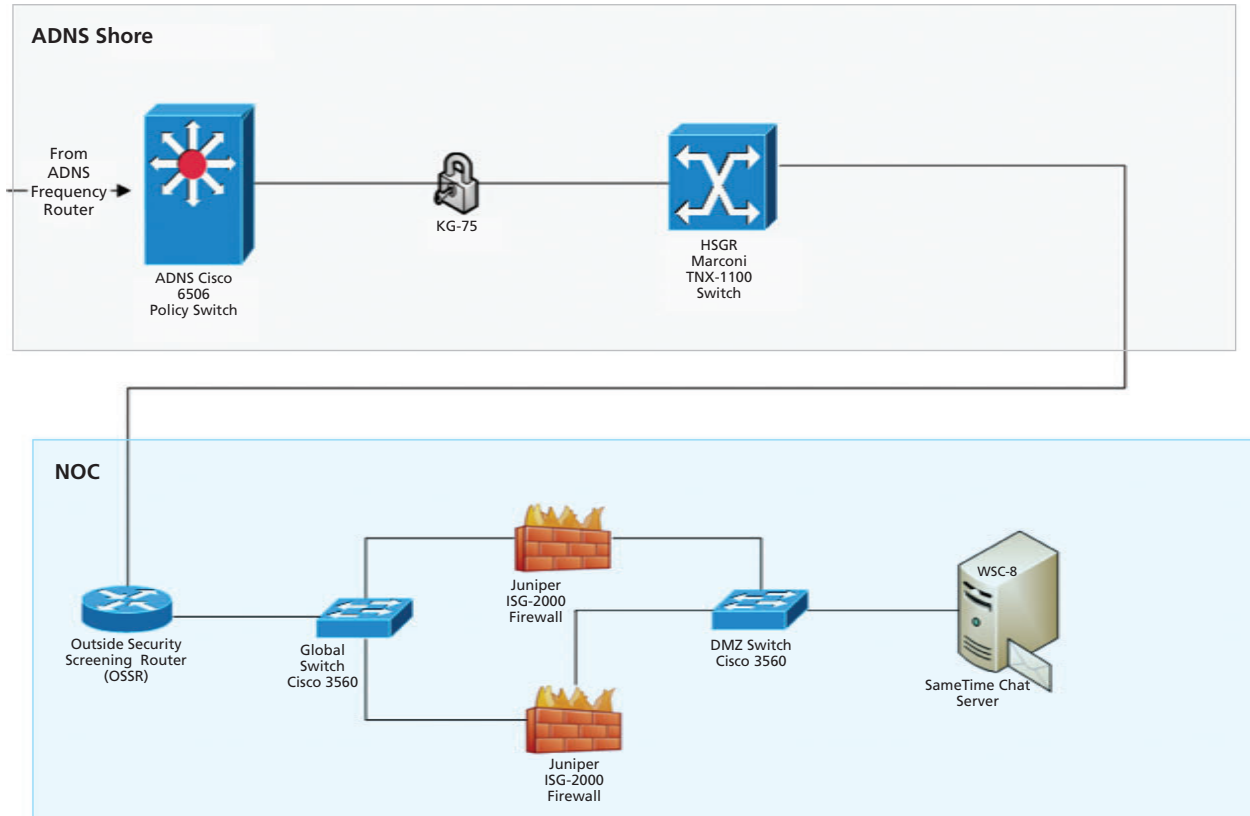 ADNS Shore
From
ADNS
Frequency
Router
ADNS Cisco
6506
Policy Switch
KG-75
HSGR
Marconi
TNX-1100
Switch
NOC
Outside Security
Screening Router
(OSSR)
Global
Switch
Cisco 3560
Juniper
ISG-2000
Firewall
Juniper
ISG-2000
Firewall
DMZ Switch
Cisco 3560
WSC-8
SameTime Chat
Server